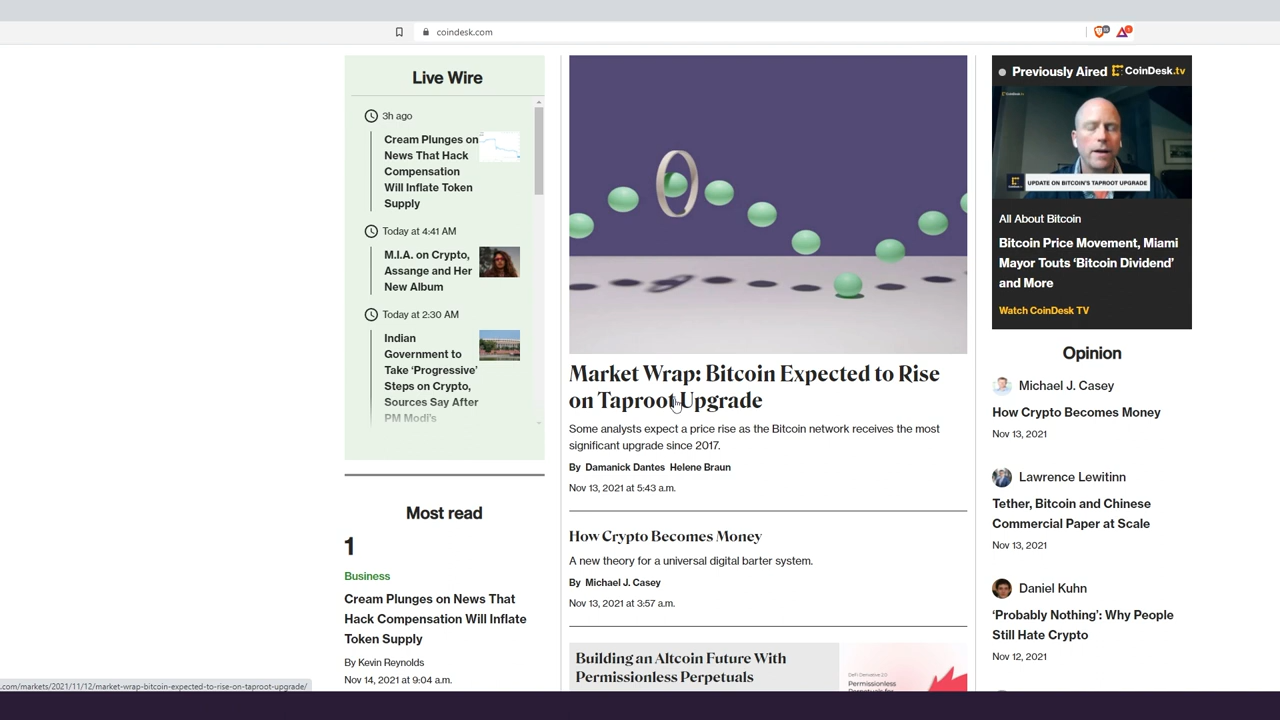 coindesk.com
Live Wire
3h ago
Cream Plunges on
News That Hack
Compensation
Will Inflate Token
Supply
Today at 4:41 AM
M.I.A. on Crypto,
Assange and Her
New Album
Today at 2:30 AM
Indian
Government to
Take ‘Progressive’
Steps on Crypto,
Sources Say After
PM Modi’s
Most read
1
Business
Cream Plunges on News That
Hack Compensation Will Inflate
Token Supply
By Kevin Reynolds
Nov 14, 2021 at 9:04 a.m.
.com/markets/2021/11/12/market-wrap-bitcoin-expected-to-rise-on-taproot-upgrade/
Market Wrap: Bitcoin Expected to Rise
on Taproot Upgrade
Some analysts expect a price rise as the Bitcoin network receives the most
significant upgrade since 2017.
By Damanick Dantes Helene Braun
Nov 13, 2021 at 5:43 a.m.
How Crypto Becomes Money
A new theory for a universal digital barter system.
By Michael J. Casey
Nov 13, 2021 at 3:57 a.m.
Building an Altcoin Future With
Permissionless Perpetuals
DeFi Derivative 2.0
Permissionless
Previously Aired CoinDesk.tv
CoinDesk.tv
UPDATE ON BITCOIN'S TAPROOT UPGRADE
All About Bitcoin
Bitcoin Price Movement, Miami
Mayor Touts ‘Bitcoin Dividend’
and More
Watch CoinDesk TV
Opinion
Michael J. Casey
How Crypto Becomes Money
Nov 13, 2021
Lawrence Lewitinn
Tether, Bitcoin and Chinese
Commercial Paper at Scale
Nov 13, 2021
Daniel Kuhn
‘Probably Nothing’: Why People
Still Hate Crypto
Nov 12, 2021